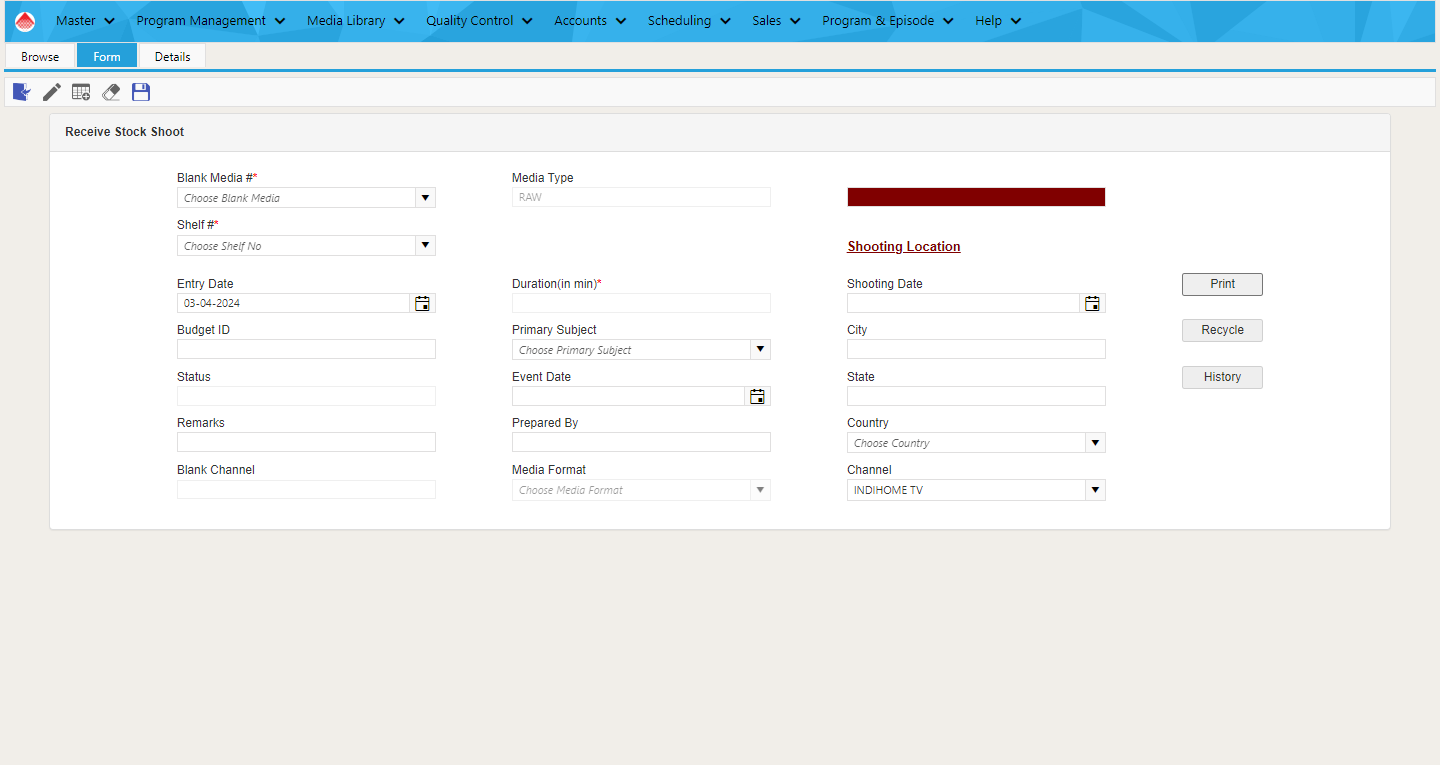 Master Program Management Media Library Quality Control Accounts Scheduling Sales Program & Episode Help
Browse Form Details
Receive Stock Shoot
Blank Media #* Media Type
Choose Blank Media RAW
Shelf #*
Choose Shelf No Shooting Location
Entry Date Duration(in min)* Shooting Date Print
03-04-2024
Budget ID Primary Subject City Recycle
Choose Primary Subject
Status Event Date State History
Remarks Prepared By Country
Choose Country
Blank Channel Media Format Channel
Choose Media Format INDIHOME TV